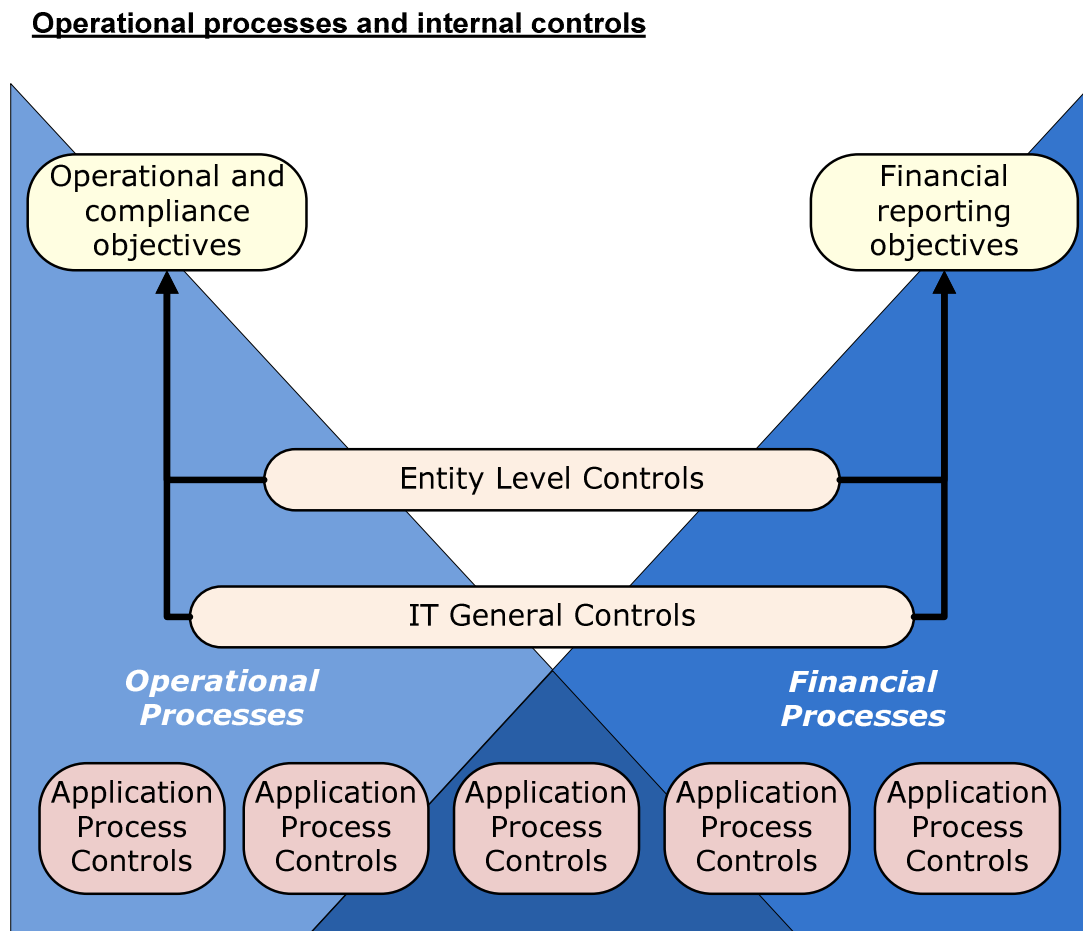 Operational processes and internal controls
Operational and
compliance
objectives
Financial
reporting
objectives
Entity Level Controls
IT General Controls
Operational
Processes
Financial
Processes
Application
Process
Controls
Application
Process
Controls
Application
Process
Controls
Application
Process
Controls
Application
Process
Controls